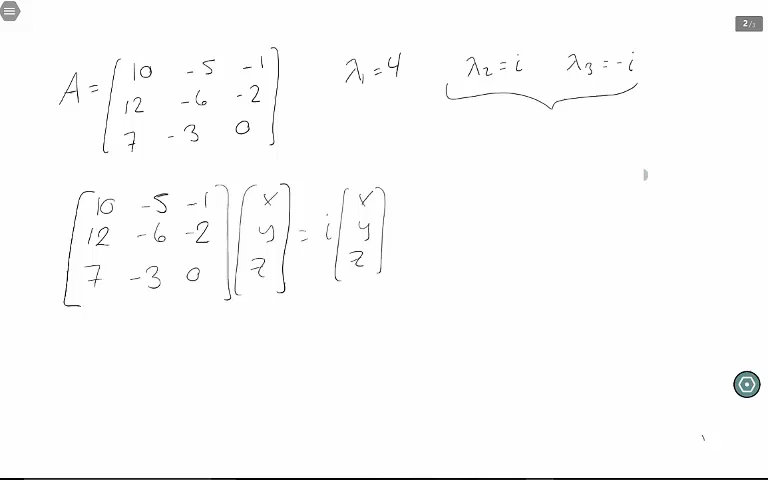 2/3
A = [10 -5 -1; 12 -6 -2; 7 -3 0] λ₁=4 λ₂=i λ₃=-i
[10 -5 -1; 12 -6 -2; 7 -3 0] [x; y; z] = i [x; y; z]